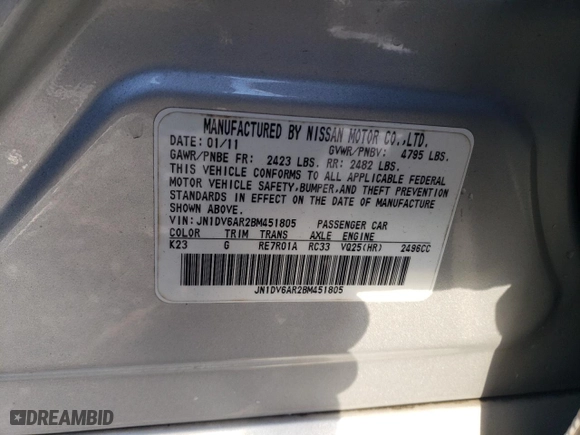 MANUFACTURED BY NISSAN MOTOR CO.,LTD.
DATE: 01/11 GVWR/PNBV: 4795 LBS.
GAWR/PNBE FR: 2423 LBS. RR: 2482 LBS.
THIS VEHICLE CONFORMS TO ALL APPLICABLE FEDERAL
MOTOR VEHICLE SAFETY,BUMPER,AND THEFT PREVENTION
STANDARDS IN EFFECT ON THE DATE OF MANUFACTURE
SHOWN ABOVE.
VIN: JN1DV6AR2BM451805 PASSENGER CAR
COLOR TRIM TRANS AXLE ENGINE
K23 G RE7R01A RC33 VQ25(HR) 2496CC
JN1DV6AR2BM451805
DREAMBID